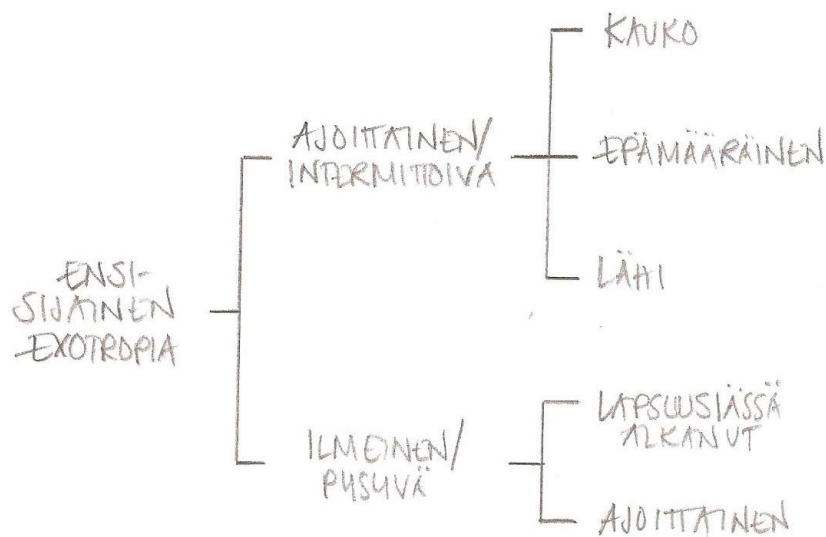 ENSI-
SIJAINEN
EXOTROPIA
AJOITTAINEN/
INTERMITTOIVA
KAUKO
EPÄMÄÄRÄINEN
LÄHI
ILMEINEN/
PYSYVÄ
LAPSUUSIÄSSÄ
ALKANUT
AJOITTAINEN